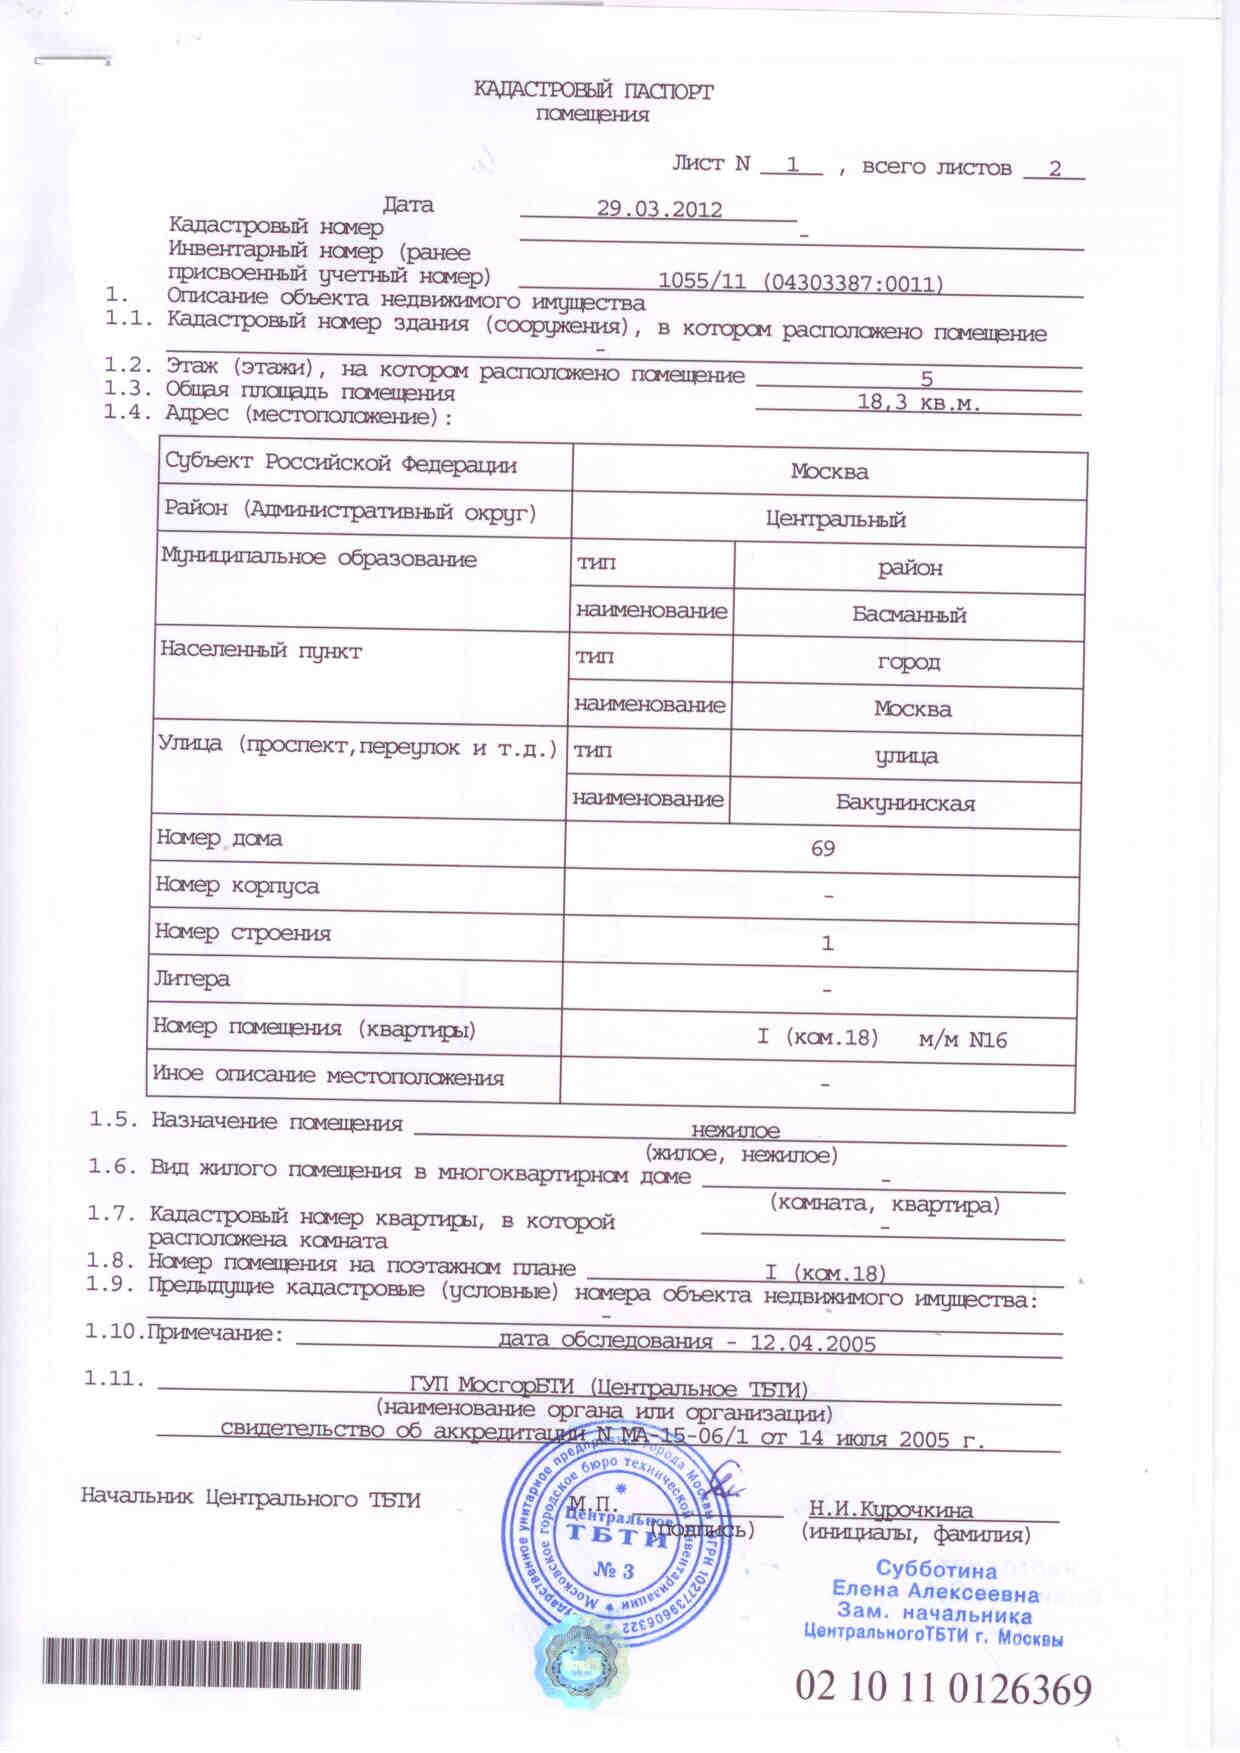 КАДАСТРОВЫЙ ПАСПОРТ
помещения
Лист N 1 , всего листов 2
Дата 29.03.2012
Кадастровый номер -
Инвентарный номер (ранее
присвоенный учетный номер) 1055/11 (04303387:0011)
1. Описание объекта недвижимого имущества
1.1. Кадастровый номер здания (сооружения), в котором расположено помещение
-
1.2. Этаж (этажи), на котором расположено помещение 5
1.3. Общая площадь помещения 18,3 кв.м.
1.4. Адрес (местоположение):
Субъект Российской Федерации Москва
Район (Административный округ) Центральный
Муниципальное образование тип район
наименование Басманный
Населенный пункт тип город
наименование Москва
Улица (проспект,переулок и т.д.) тип улица
наименование Бакунинская
Номер дома 69
Номер корпуса -
Номер строения 1
Литера -
Номер помещения (квартиры) I (ком.18) м/м N16
Иное описание местоположения -
1.5. Назначение помещения нежилое
(жилое, нежилое)
1.6. Вид жилого помещения в многоквартирном доме -
(комната, квартира)
1.7. Кадастровый номер квартиры, в которой -
расположена комната
1.8. Номер помещения на поэтажном плане I (ком.18)
1.9. Предыдущие кадастровые (условные) номера объекта недвижимого имущества:
-
1.10.Примечание: дата обследования - 12.04.2005
1.11. ГУП МосгорБТИ (Центральное ТБТИ)
(наименование органа или организации)
свидетельство об аккредитации N МА-15-06/1 от 14 июля 2005 г.
Начальник Центрального ТБТИ М.П. Н.И.Курочкина
(подпись) (инициалы, фамилия)
Центральное
ТБТИ
№ 3
Московское городское бюро технической инвентаризации
ОГРН 1027739606322
Субботина
Елена Алексеевна
Зам. начальника
ЦентральногоТБТИ г. Москвы
02 10 11 0126369